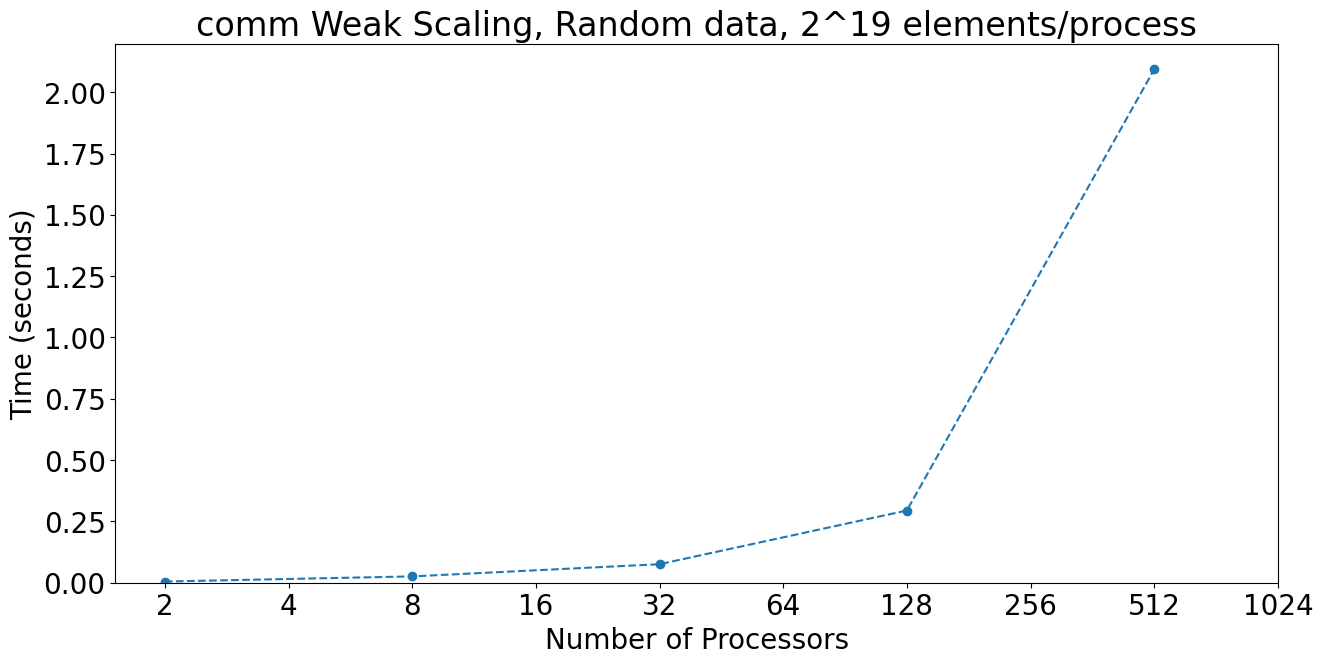 comm Weak Scaling, Random data, 2^19 elements/process
Time (seconds)
2.00
1.75
1.50
1.25
1.00
0.75
0.50
0.25
0.00
2 4 8 16 32 64 128 256 512 1024
Number of Processors